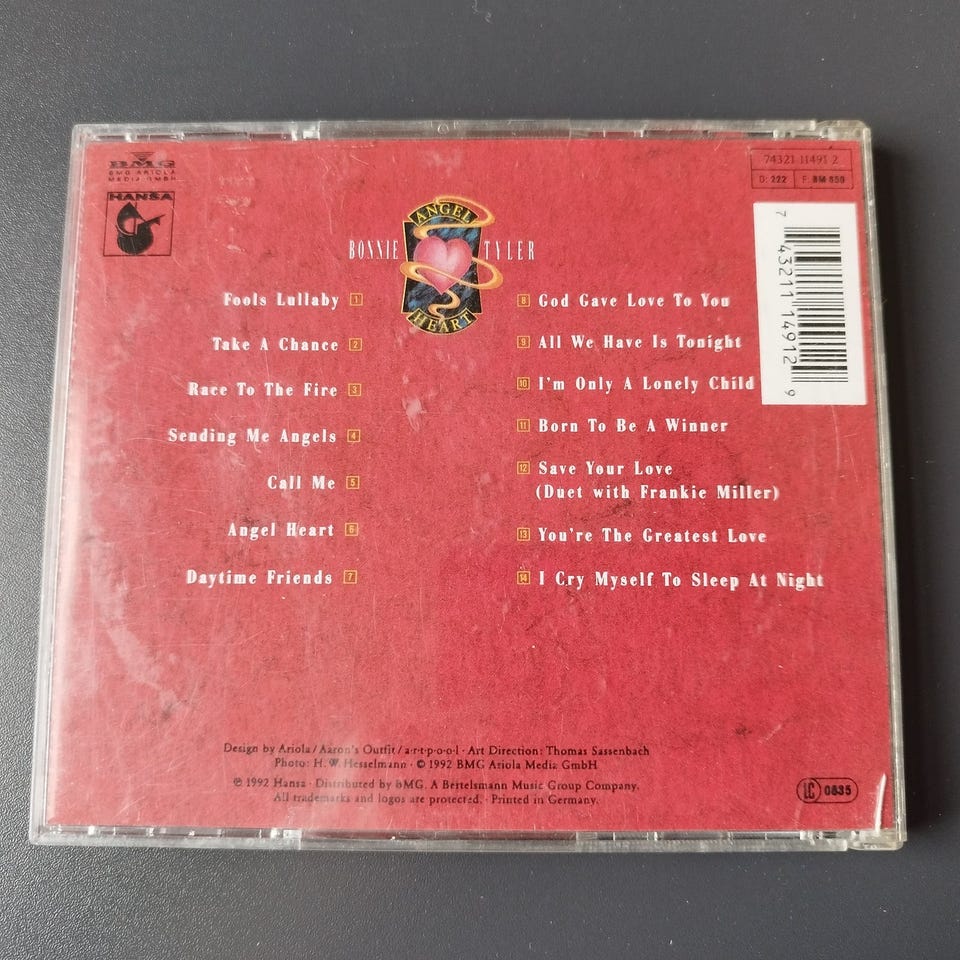 BMG
BMG ARIOLA
MEDIA GMBH
HANSA
74321 11491 2
D: 222 F: BM 650
7 43211 14912 9
ANGEL
BONNIE TYLER
HEART
Fools Lullaby 1
Take A Chance 2
Race To The Fire 3
Sending Me Angels 4
Call Me 5
Angel Heart 6
Daytime Friends 7
8 God Gave Love To You
9 All We Have Is Tonight
10 I'm Only A Lonely Child
11 Born To Be A Winner
12 Save Your Love
(Duet with Frankie Miller)
13 You're The Greatest Love
14 I Cry Myself To Sleep At Night
Design by Ariola / Aaron's Outfit / a·r·t·p·o·o·l · Art Direction: Thomas Sassenbach
Photo: H. W. Hesselmann · © 1992 BMG Ariola Media GmbH
℗ 1992 Hansa · Distributed by BMG. A Bertelsmann Music Group Company.
All trademarks and logos are protected. · Printed in Germany.
LC 0835